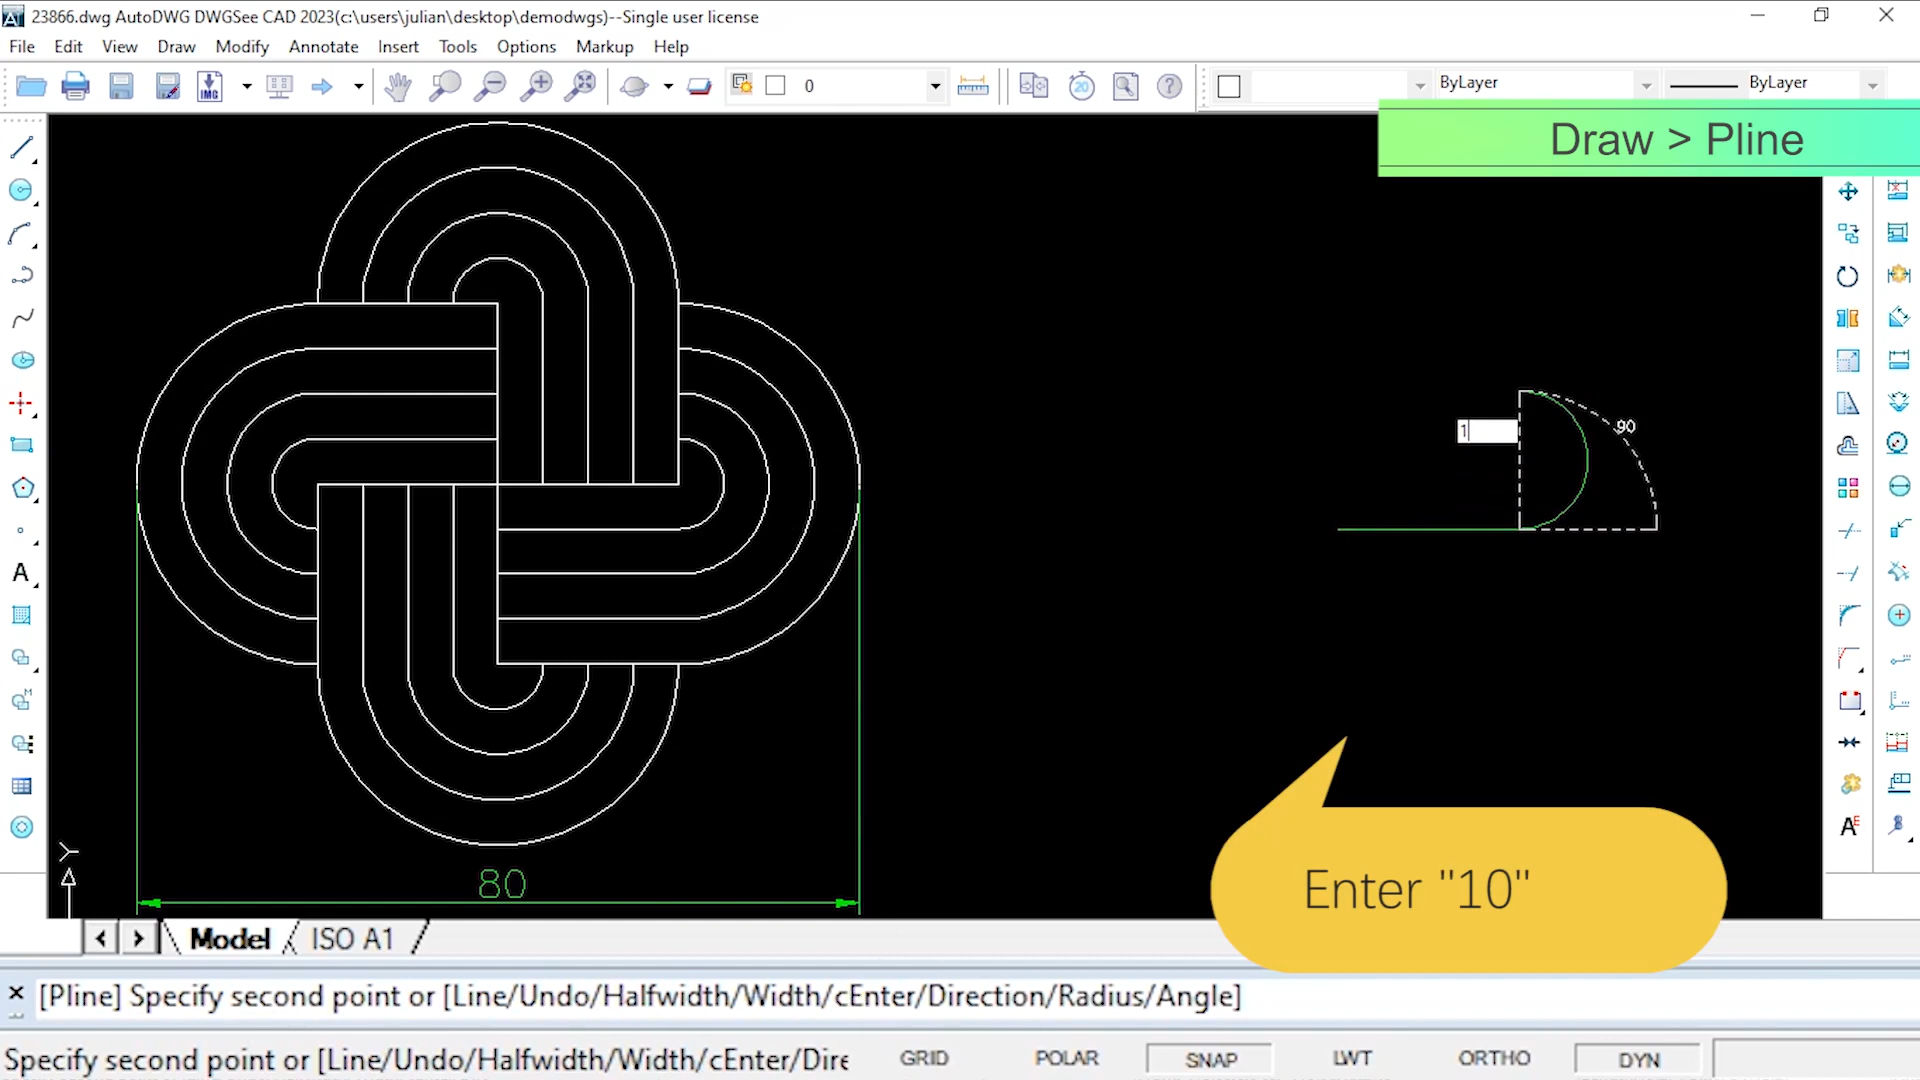 23866.dwg AutoDWG DWGSee CAD 2023(c:\users\julian\desktop\demodwgs)--Single user license
File Edit View Draw Modify Annotate Insert Tools Options Markup Help
IMG 0 20 ? ByLayer ByLayer
Draw > Pline
90
1
A
M
A
Y
80
Enter "10"
Model ISO A1
[Pline] Specify second point or [Line/Undo/Halfwidth/Width/cEnter/Direction/Radius/Angle]
Specify second point or [Line/Undo/Halfwidth/Width/cEnter/Dire GRID POLAR SNAP LWT ORTHO DYN